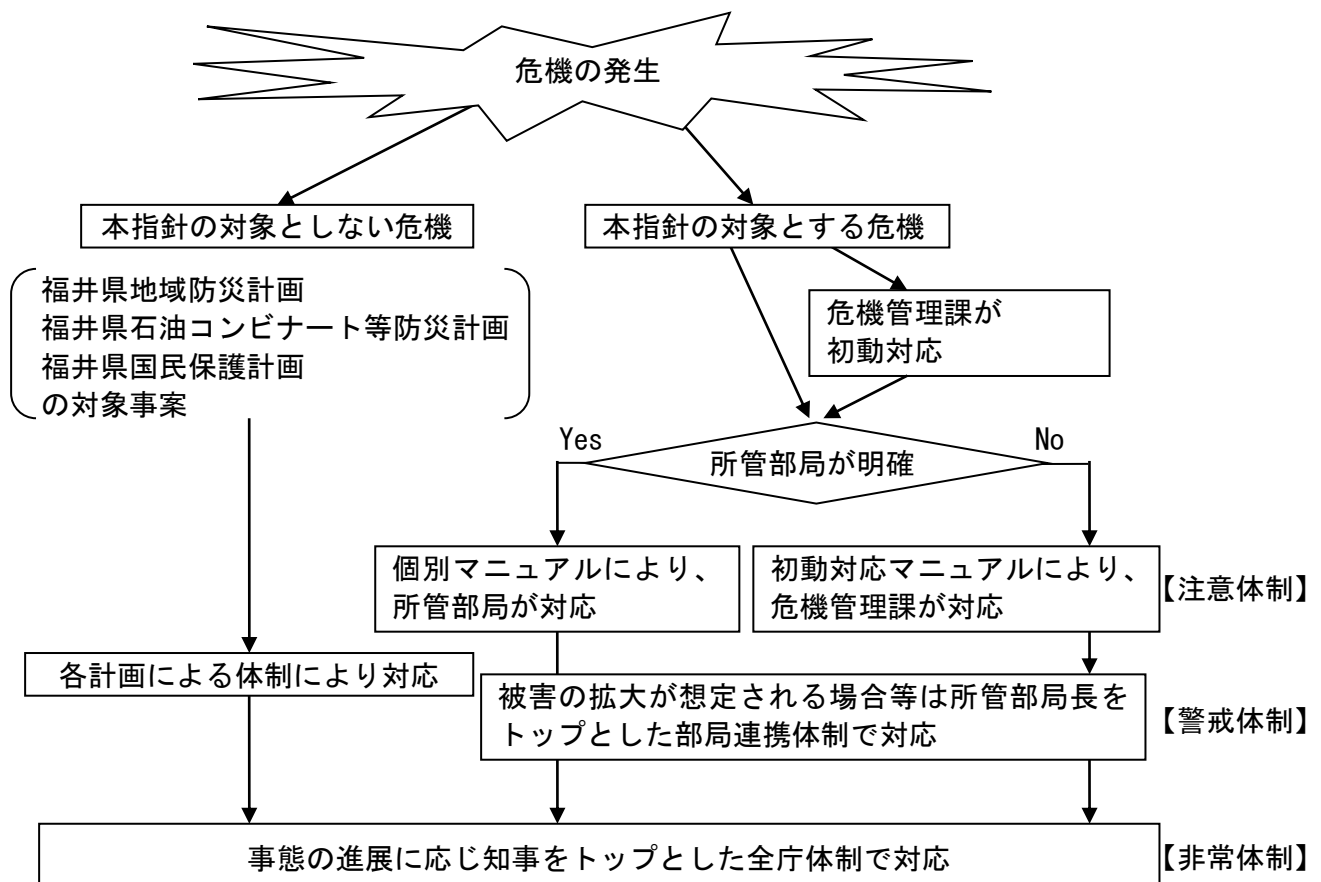 危機の発生
本指針の対象としない危機
本指針の対象とする危機
福井県地域防災計画
福井県石油コンビナート等防災計画
福井県国民保護計画
の対象事案
危機管理課が
初動対応
Yes
No
所管部局が明確
個別マニュアルにより、
所管部局が対応
初動対応マニュアルにより、
危機管理課が対応
【注意体制】
各計画による体制により対応
被害の拡大が想定される場合等は所管部局長を
トップとした部局連携体制で対応
【警戒体制】
事態の進展に応じ知事をトップとした全庁体制で対応
【非常体制】